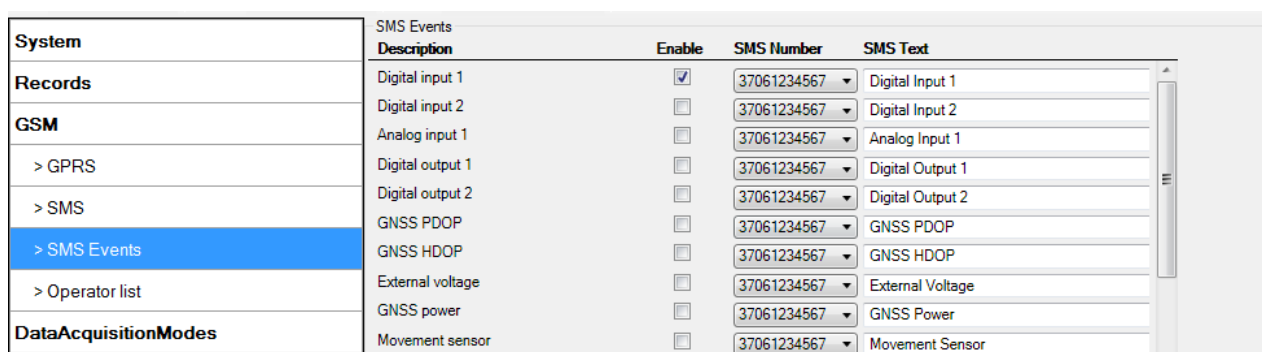 System
Records
GSM
> GPRS
> SMS
> SMS Events
> Operator list
DataAcquisitionModes
SMS Events
Description Enable SMS Number SMS Text
Digital input 1 37061234567 Digital Input 1
Digital input 2 37061234567 Digital Input 2
Analog input 1 37061234567 Analog Input 1
Digital output 1 37061234567 Digital Output 1
Digital output 2 37061234567 Digital Output 2
GNSS PDOP 37061234567 GNSS PDOP
GNSS HDOP 37061234567 GNSS HDOP
External voltage 37061234567 External Voltage
GNSS power 37061234567 GNSS Power
Movement sensor 37061234567 Movement Sensor